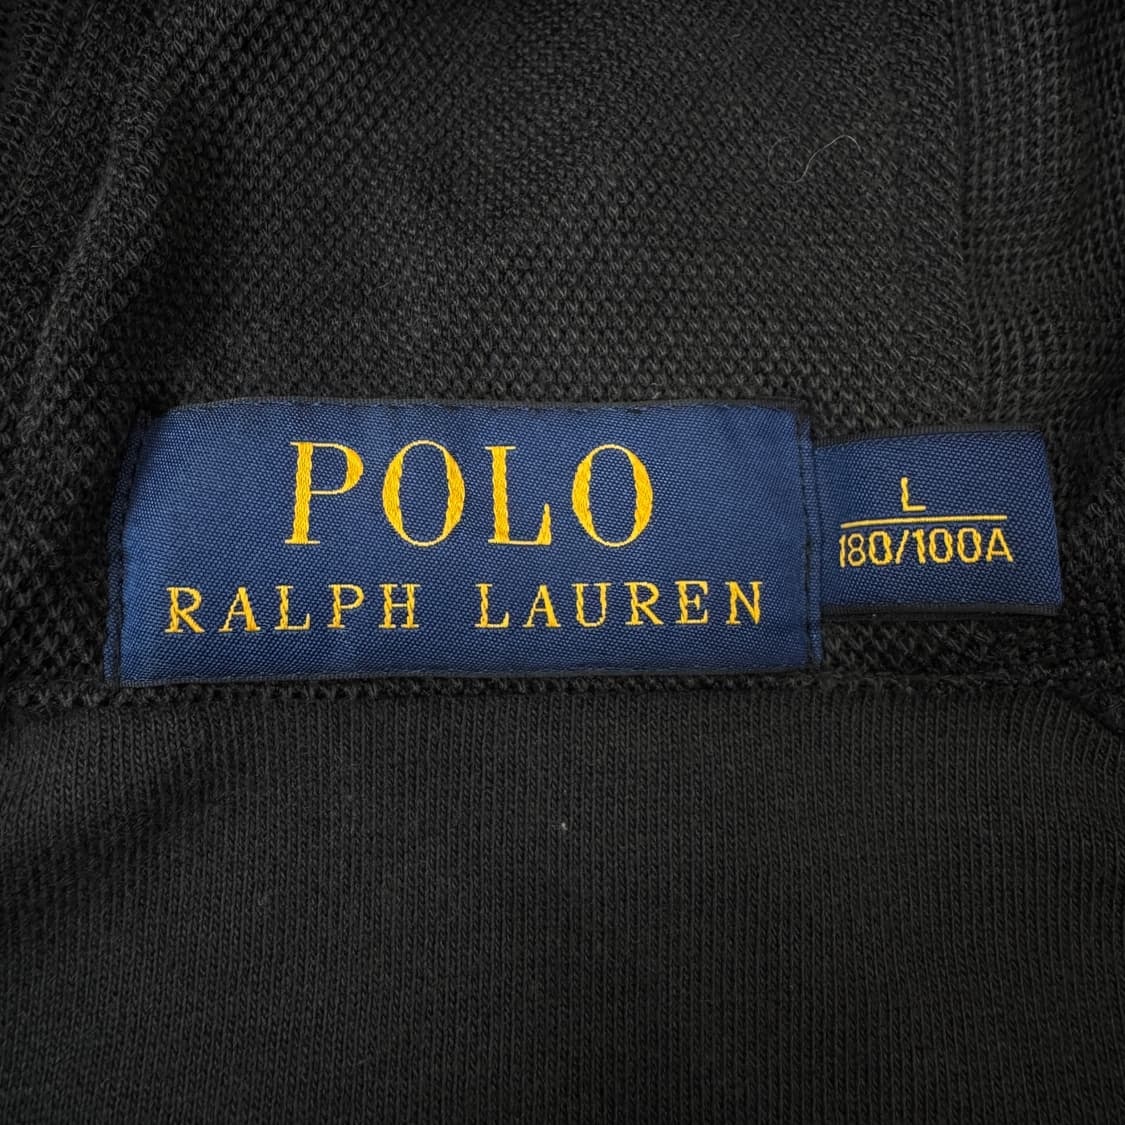 POLO
RALPH LAUREN
L
180/100A